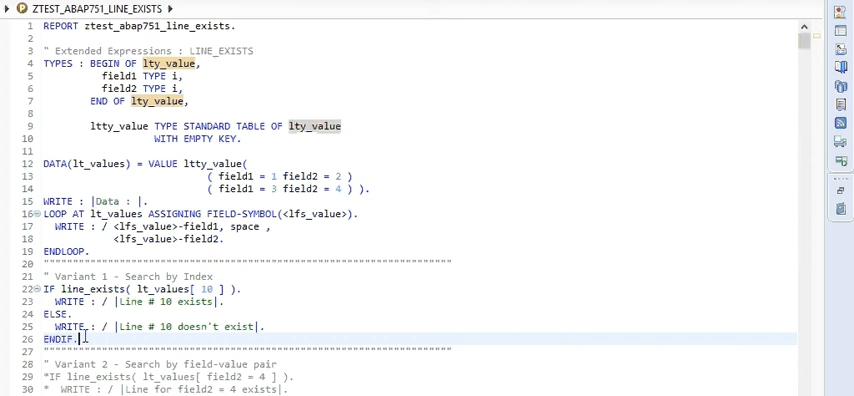 ZTEST_ABAP751_LINE_EXISTS
1 REPORT ztest_abap751_line_exists.
2
3 " Extended Expressions : LINE_EXISTS
4 TYPES : BEGIN OF lty_value,
5 field1 TYPE i,
6 field2 TYPE i,
7 END OF lty_value,
8
9 ltty_value TYPE STANDARD TABLE OF lty_value
10 WITH EMPTY KEY.
11
12 DATA(lt_values) = VALUE ltty_value(
13 ( field1 = 1 field2 = 2 )
14 ( field1 = 3 field2 = 4 ) ).
15 WRITE : |Data : |.
16 LOOP AT lt_values ASSIGNING FIELD-SYMBOL(<lfs_value>).
17 WRITE : / <lfs_value>-field1, space ,
18 <lfs_value>-field2.
19 ENDLOOP.
20 """"""""""""""""""""""""""""""""""""""""""""""""""""""""""""""""""""""
21 " Variant 1 - Search by Index
22 IF line_exists( lt_values[ 10 ] ).
23 WRITE : / |Line # 10 exists|.
24 ELSE.
25 WRITE : / |Line # 10 doesn't exist|.
26 ENDIF.
27 """"""""""""""""""""""""""""""""""""""""""""""""""""""""""""""""""""""
28 " Variant 2 - Search by field-value pair
29 *IF line_exists( lt_values[ field2 = 4 ] ).
30 * WRITE : / |Line for field2 = 4 exists|.